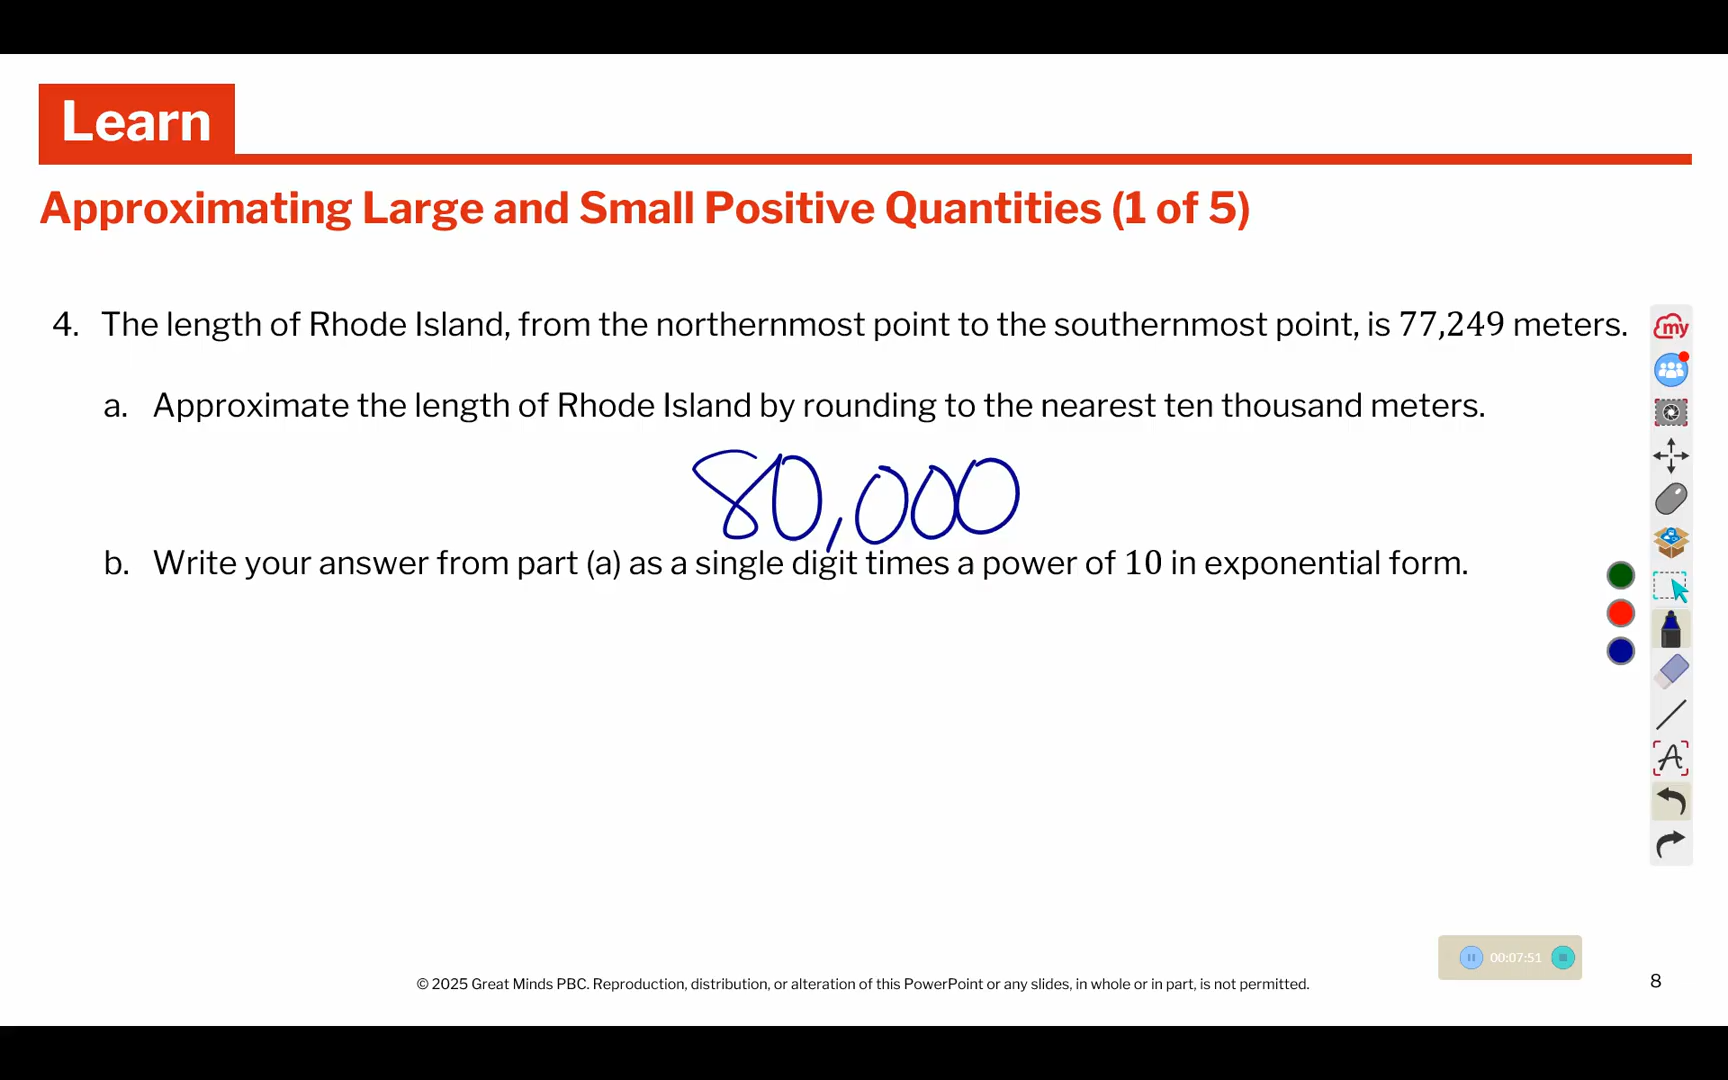 Learn
Approximating Large and Small Positive Quantities (1 of 5)
4. The length of Rhode Island, from the northernmost point to the southernmost point, is 77,249 meters.
my
a. Approximate the length of Rhode Island by rounding to the nearest ten thousand meters.
80,000
b. Write your answer from part (a) as a single digit times a power of 10 in exponential form.
A
00:07:51
© 2025 Great Minds PBC. Reproduction, distribution, or alteration of this PowerPoint or any slides, in whole or in part, is not permitted.
8